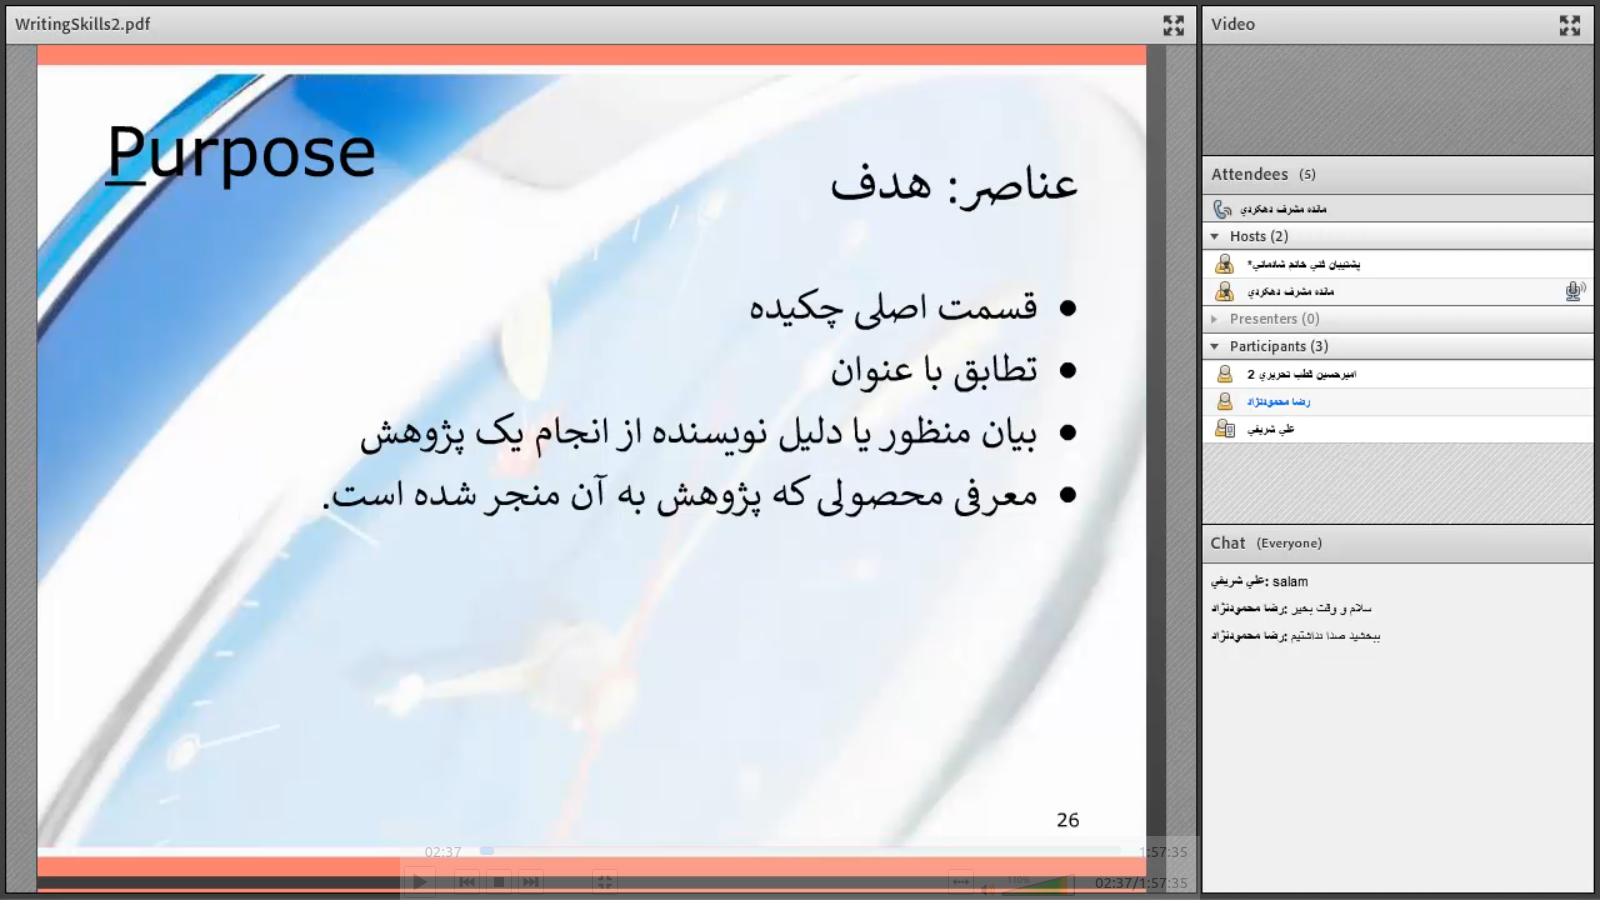 WritingSkills2.pdf
Purpose
عناصر: هدف
قسمت اصلی چکیده
تطابق با عنوان
بیان منظور یا دلیل نویسنده از انجام یک پژوهش
معرفی محصولی که پژوهش به آن منجر شده است.
26
02:37
1:57:35
110%
02:37/1:57:35
Video
Attendees (5)
مائده مشرف دهکردي
Hosts (2)
پشتيبان فني خانم شادماني*
مائده مشرف دهکردي
Presenters (0)
Participants (3)
اميرحسين قطب تحريري 2
رضا محمودنژاد
علي شريفي
Chat (Everyone)
علي شريفي: salam
رضا محمودنژاد: سلام و وقت بخیر
رضا محمودنژاد: ببخشید صدا نداشتیم